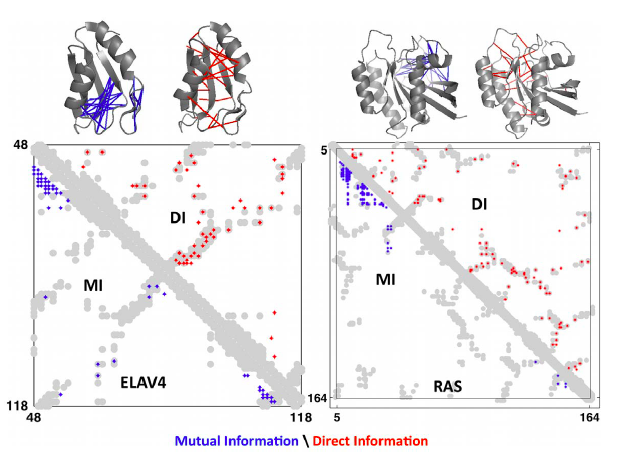 48
DI
MI
ELAV4
118
48
118
5
DI
MI
RAS
164
5
164
Mutual Information \ Direct Information